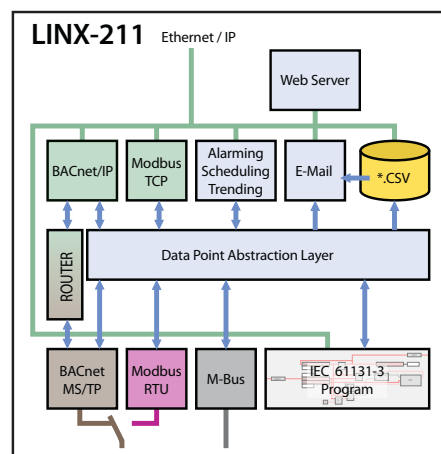 LINX-211
Ethernet / IP
Web Server
BACnet/IP
Modbus
TCP
Alarming
Scheduling
Trending
E-Mail
*.CSV
ROUTER
Data Point Abstraction Layer
BACnet
MS/TP
Modbus
RTU
M-Bus
IEC 61131-3
Program